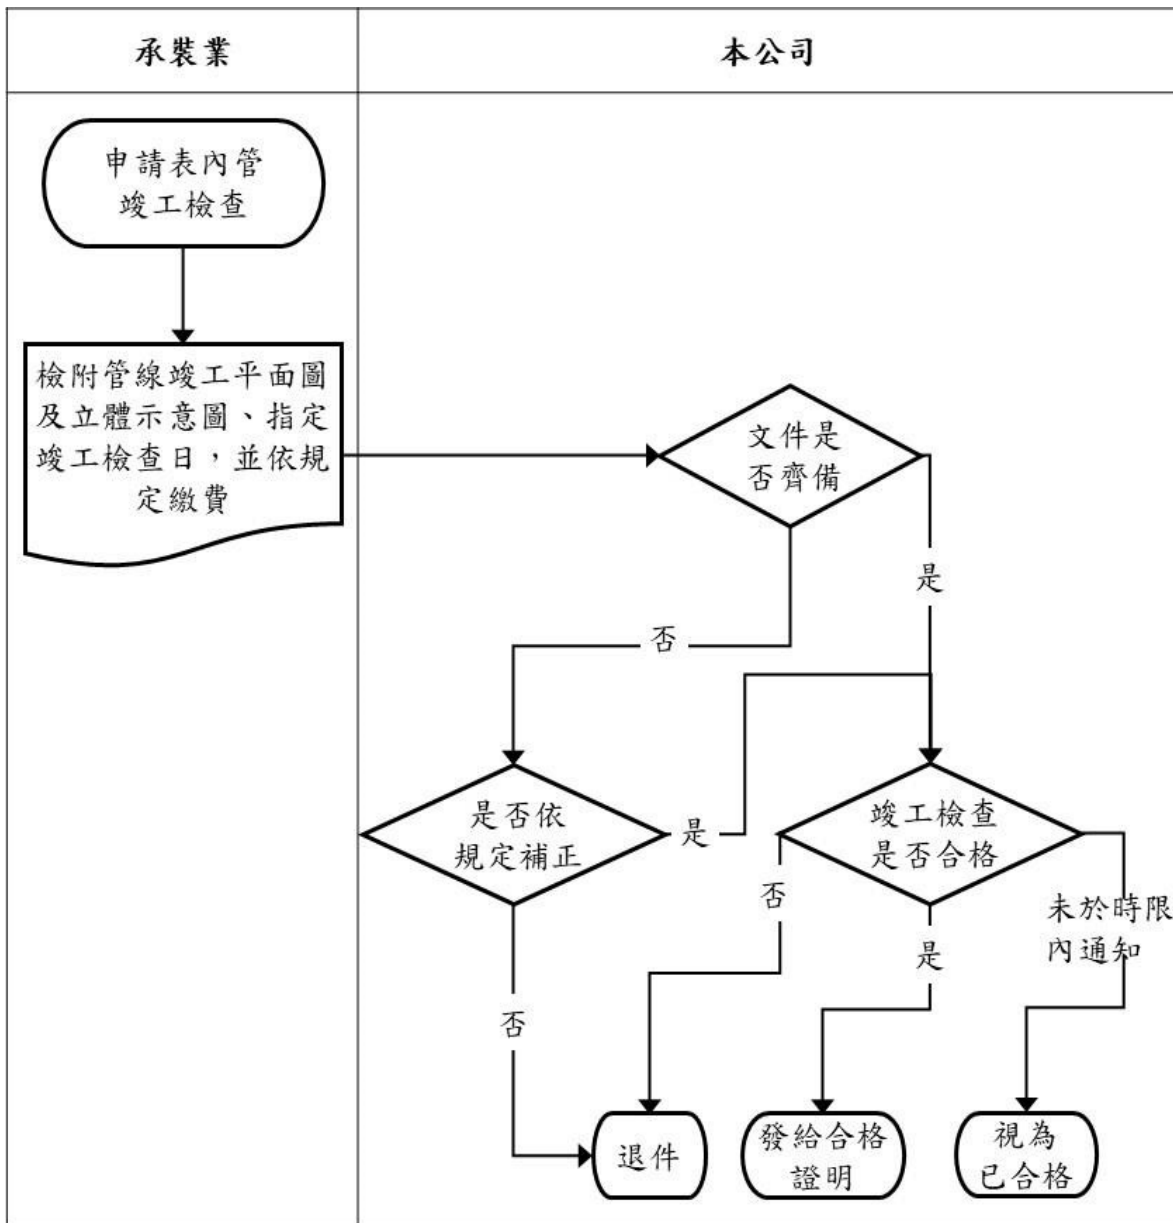 承裝業
本公司
申請表內管
竣工檢查
檢附管線竣工平面圖
及立體示意圖、指定
竣工檢查日，並依規
定繳費
文件是
否齊備
是
否
是否依
規定補正
是
竣工檢查
是否合格
否
是
未於時限
內通知
否
退件
發給合格
證明
視為
已合格